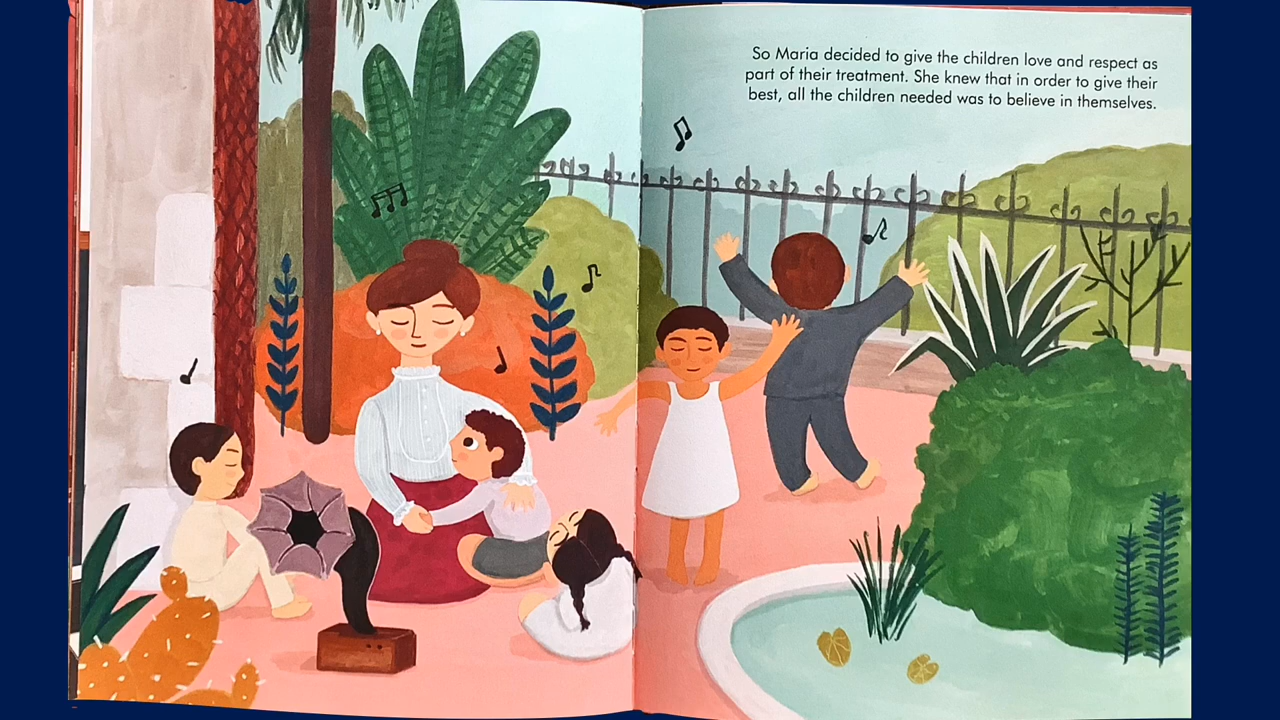 So Maria decided to give the children love and respect as
part of their treatment. She knew that in order to give their
best, all the children needed was to believe in themselves.